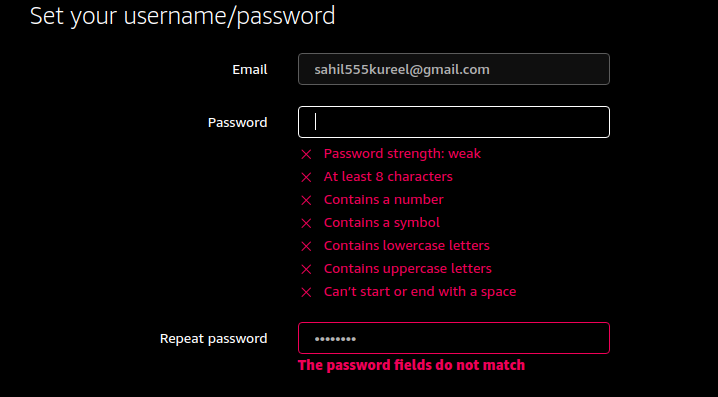 Set your username/password
Email
sahil555kureel@gmail.com
Password
Password strength: weak
At least 8 characters
Contains a number
Contains a symbol
Contains lowercase letters
Contains uppercase letters
Can't start or end with a space
Repeat password
••••••••
The password fields do not match